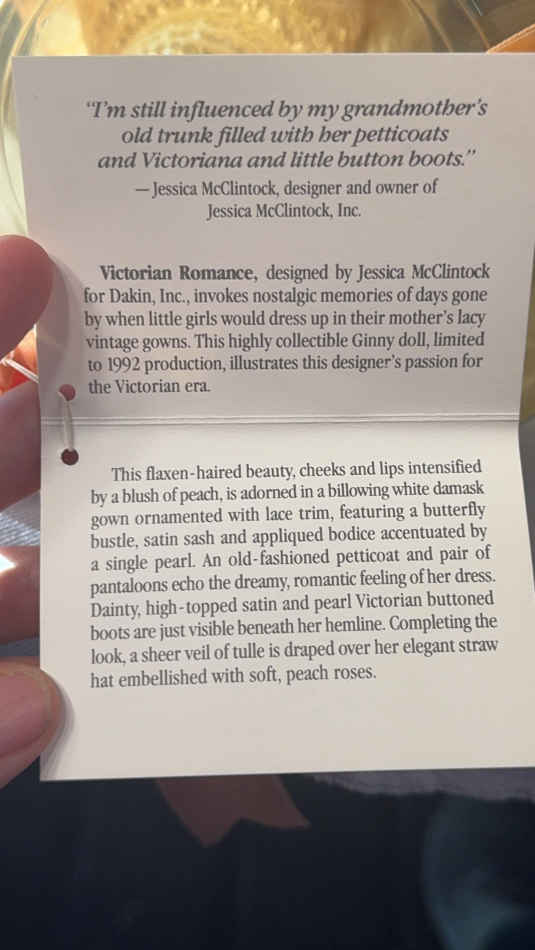 “I’m still influenced by my grandmother’s
old trunk filled with her petticoats
and Victoriana and little button boots.”
— Jessica McClintock, designer and owner of
Jessica McClintock, Inc.
Victorian Romance, designed by Jessica McClintock
for Dakin, Inc., invokes nostalgic memories of days gone
by when little girls would dress up in their mother’s lacy
vintage gowns. This highly collectible Ginny doll, limited
to 1992 production, illustrates this designer’s passion for
the Victorian era.
This flaxen-haired beauty, cheeks and lips intensified
by a blush of peach, is adorned in a billowing white damask
gown ornamented with lace trim, featuring a butterfly
bustle, satin sash and appliqued bodice accentuated by
a single pearl. An old-fashioned petticoat and pair of
pantaloons echo the dreamy, romantic feeling of her dress.
Dainty, high-topped satin and pearl Victorian buttoned
boots are just visible beneath her hemline. Completing the
look, a sheer veil of tulle is draped over her elegant straw
hat embellished with soft, peach roses.